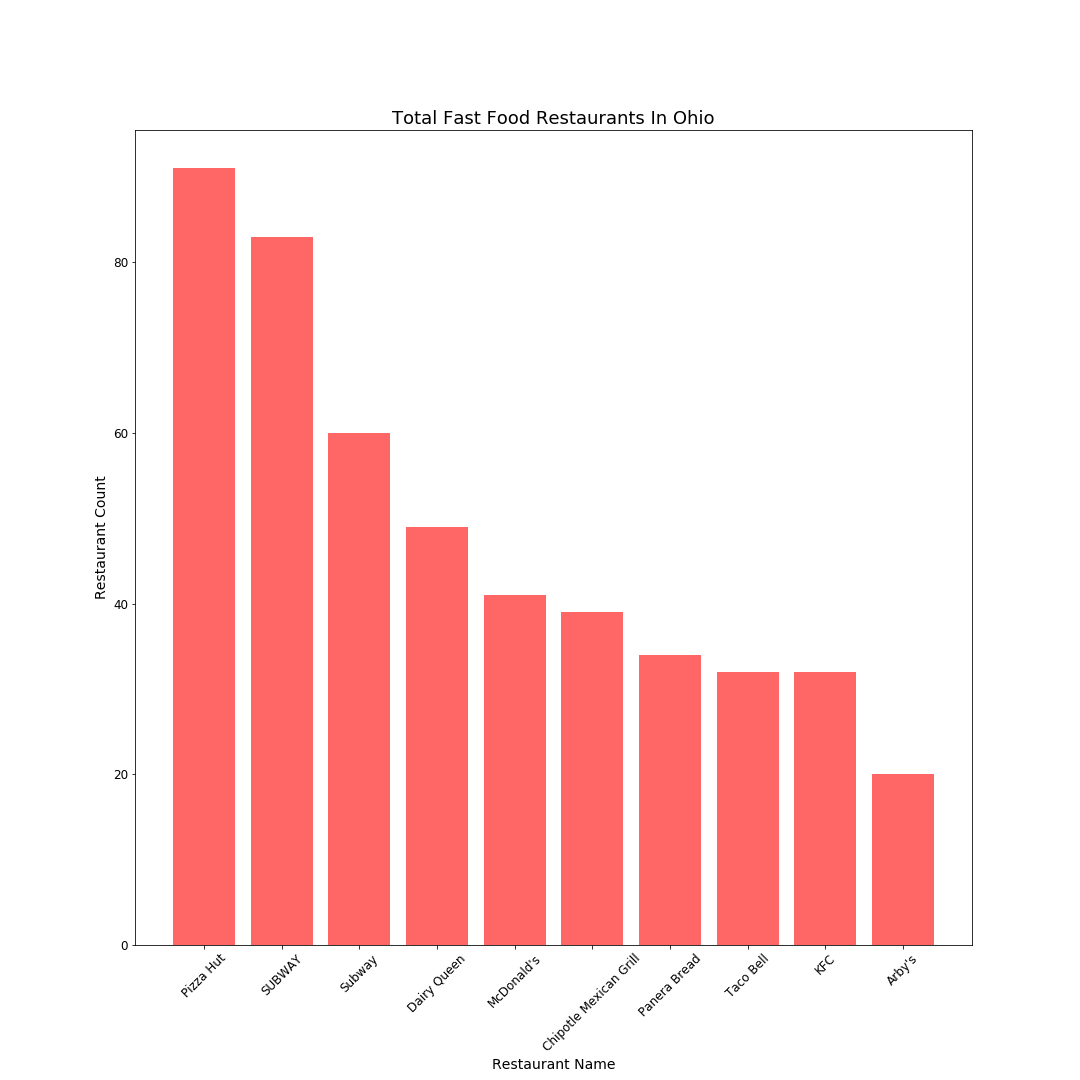 Total Fast Food Restaurants In Ohio
Restaurant Count
80
60
40
20
0
Pizza Hut
SUBWAY
Subway
Dairy Queen
McDonald's
Chipotle Mexican Grill
Panera Bread
Taco Bell
KFC
Arby's
Restaurant Name